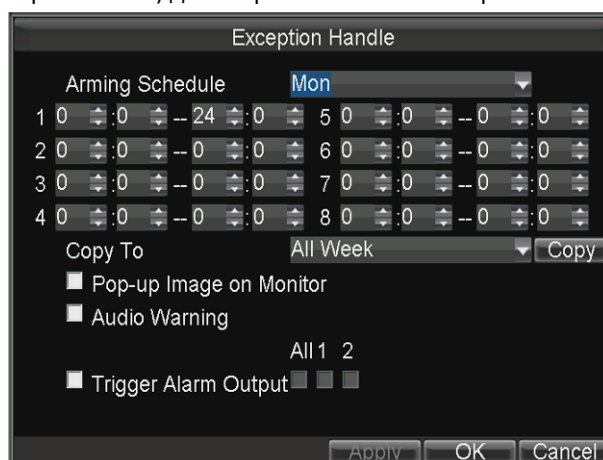 Exception Handle
Arming Schedule Mon
1 0 :0 -- 24 :0 5 0 :0 -- 0 :0
2 0 :0 -- 0 :0 6 0 :0 -- 0 :0
3 0 :0 -- 0 :0 7 0 :0 -- 0 :0
4 0 :0 -- 0 :0 8 0 :0 -- 0 :0
Copy To All Week Copy
Pop-up Image on Monitor
Audio Warning
All 1 2
Trigger Alarm Output
Apply OK Cancel